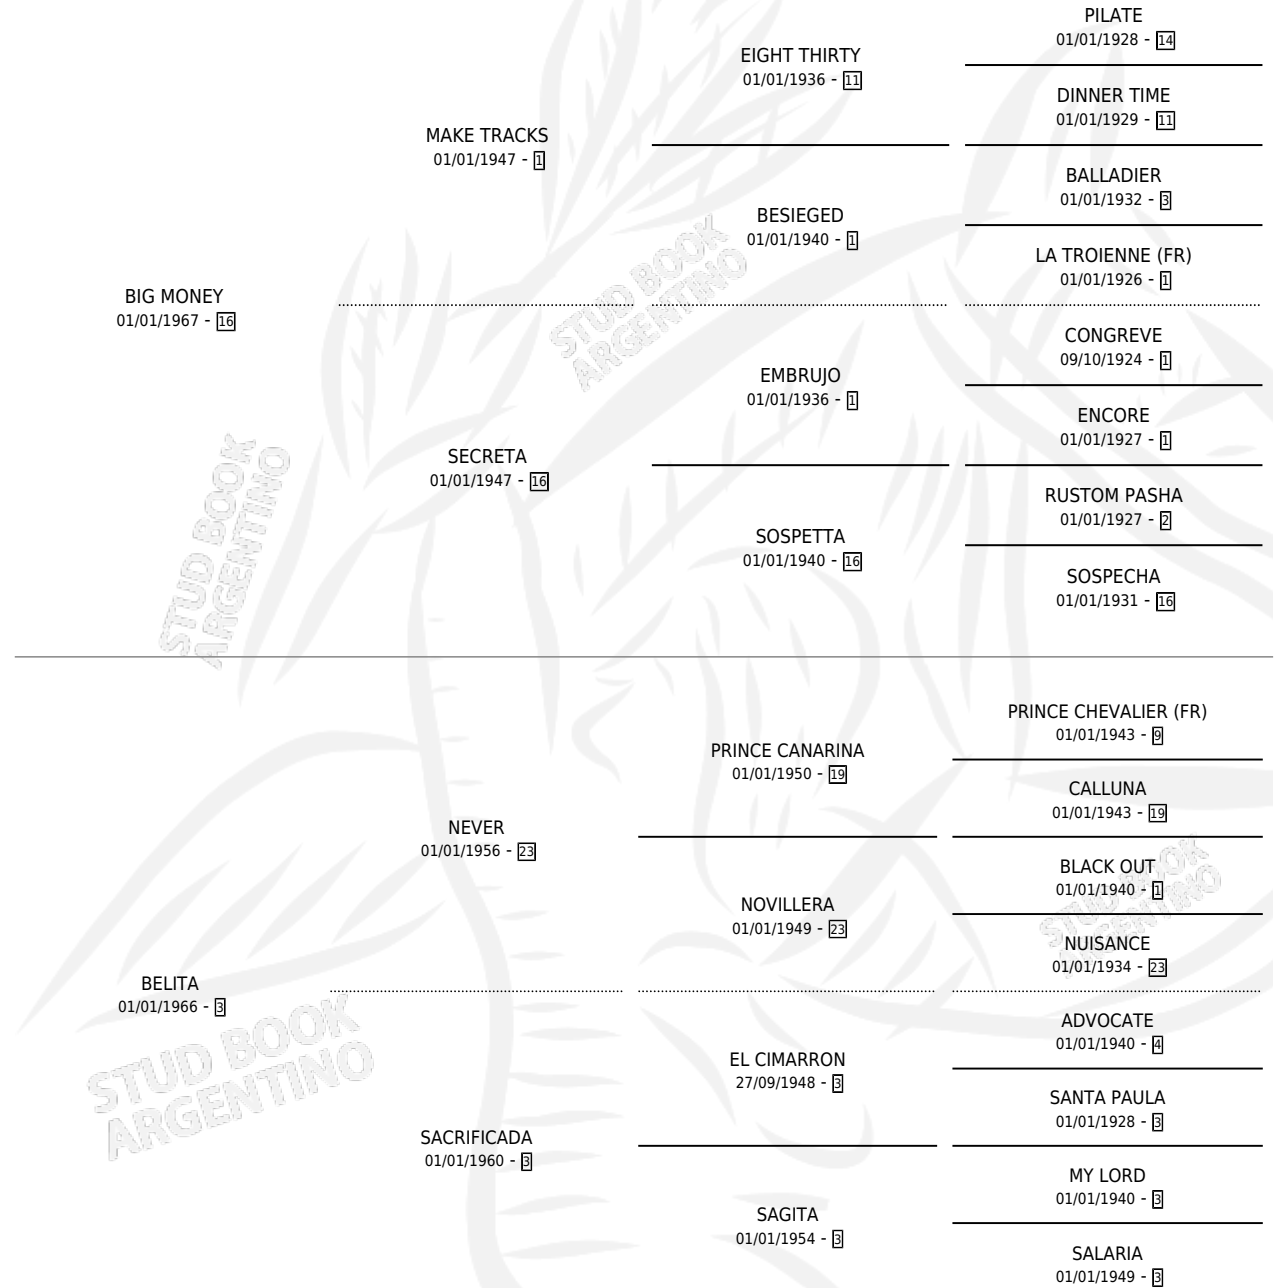 PILATE
01/01/1928 - 14
EIGHT THIRTY
01/01/1936 - 11
DINNER TIME
01/01/1929 - 11
MAKE TRACKS
01/01/1947 - 1
BALLADIER
01/01/1932 - 3
BESIEGED
01/01/1940 - 1
LA TROIENNE (FR)
01/01/1926 - 1
BIG MONEY
01/01/1967 - 16
STUD BOOK
ARGENTINO
CONGREVE
09/10/1924 - 1
EMBRUJO
01/01/1936 - 1
ENCORE
01/01/1927 - 1
SECRETA
01/01/1947 - 16
RUSTOM PASHA
01/01/1927 - 2
SOSPETTA
01/01/1940 - 16
SOSPECHA
01/01/1931 - 16
STUD BOOK
ARGENTINO
PRINCE CHEVALIER (FR)
01/01/1943 - 9
PRINCE CANARINA
01/01/1950 - 19
CALLUNA
01/01/1943 - 19
NEVER
01/01/1956 - 23
BLACK OUT
01/01/1940 - 1
NOVILLERA
01/01/1949 - 23
STUD BOOK
ARGENTINO
NUISANCE
01/01/1934 - 23
BELITA
01/01/1966 - 3
ADVOCATE
01/01/1940 - 4
EL CIMARRON
27/09/1948 - 3
STUD BOOK
ARGENTINO
SANTA PAULA
01/01/1928 - 3
SACRIFICADA
01/01/1960 - 3
MY LORD
01/01/1940 - 3
SAGITA
01/01/1954 - 3
SALARIA
01/01/1949 - 3